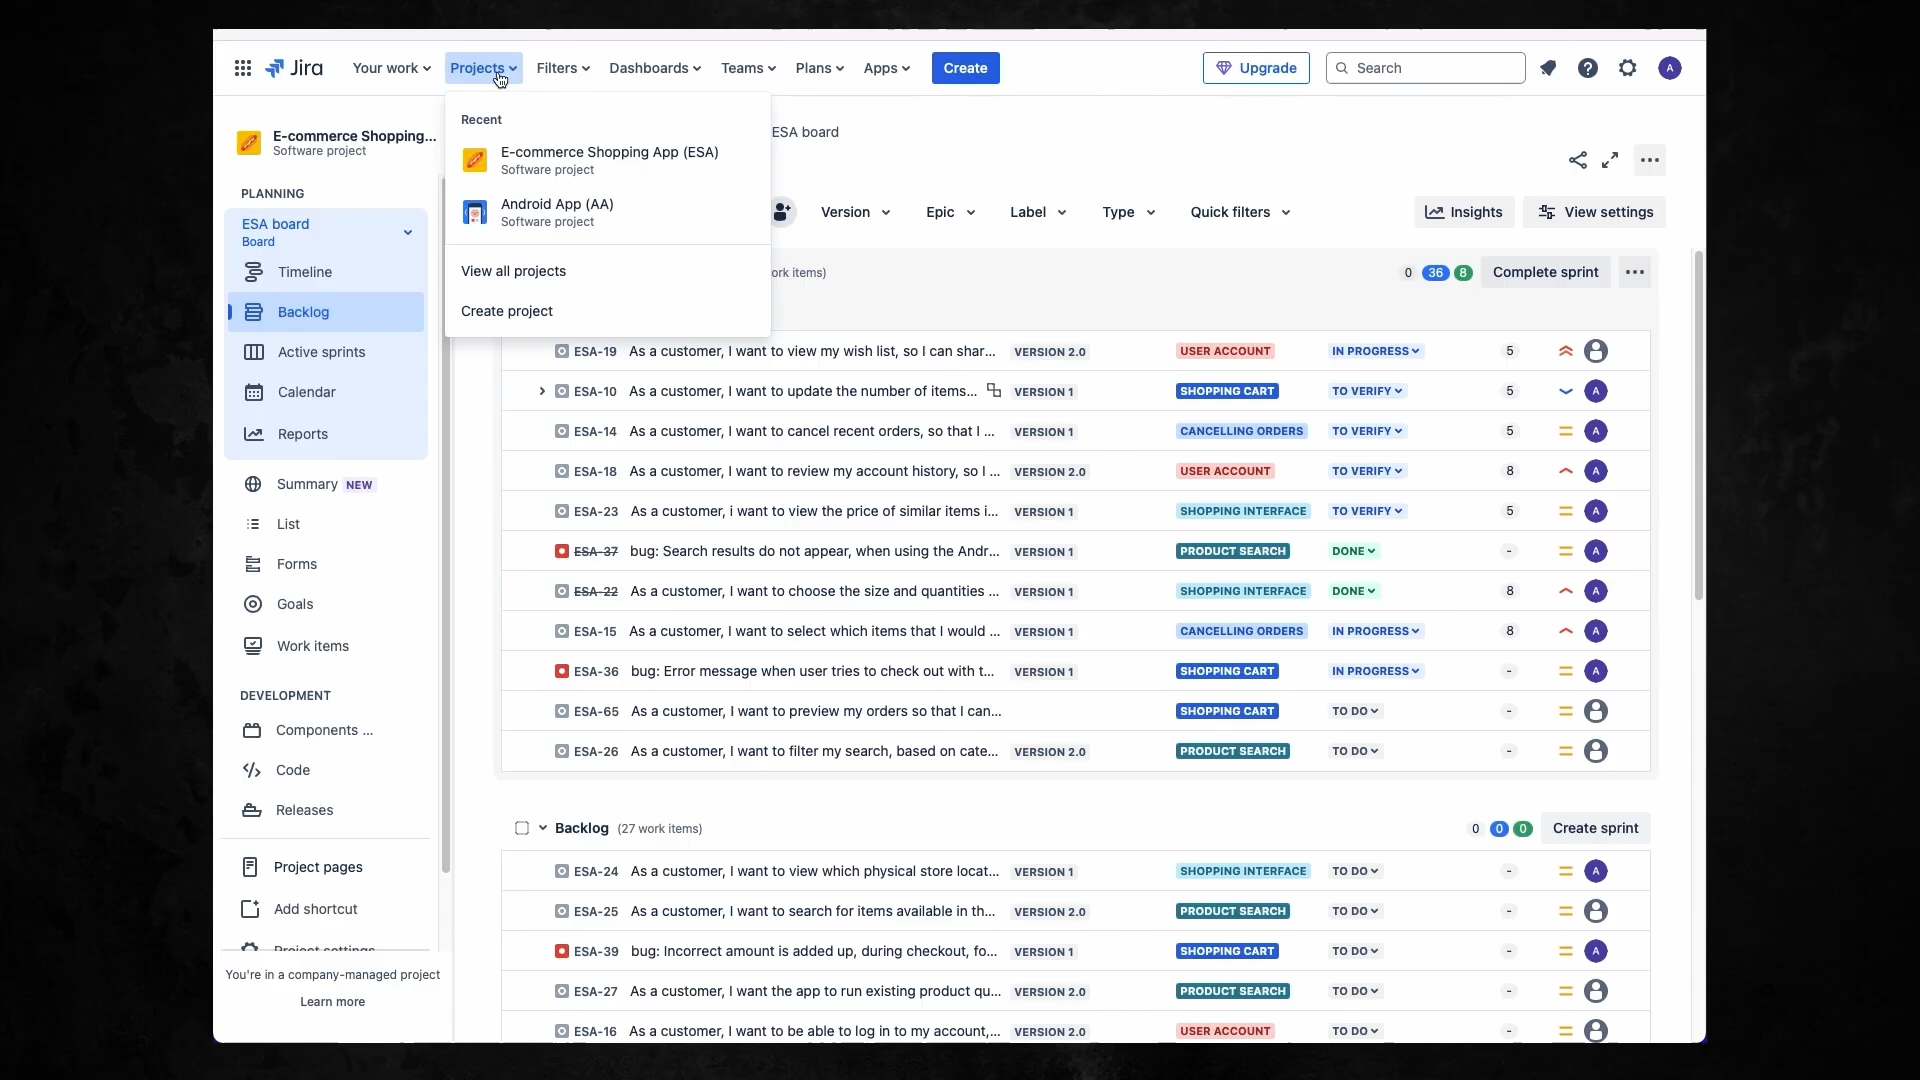 Jira
Your work
Projects
Filters
Dashboards
Teams
Plans
Apps
Create
Upgrade
Search
A
E-commerce Shopping...
Software project
Recent
E-commerce Shopping App (ESA)
Software project
Android App (AA)
Software project
View all projects
Create project
ESA board
Version
Epic
Label
Type
Quick filters
Insights
View settings
PLANNING
ESA board
Board
Timeline
Backlog
Active sprints
Calendar
Reports
Summary NEW
List
Forms
Goals
Work items
DEVELOPMENT
Components ...
Code
Releases
Project pages
Add shortcut
Project settings
You're in a company-managed project
Learn more
work items) 0 36 8 Complete sprint
ESA-19 As a customer, I want to view my wish list, so I can shar... VERSION 2.0 USER ACCOUNT IN PROGRESS 5
ESA-10 As a customer, I want to update the number of items... VERSION 1 SHOPPING CART TO VERIFY 5 A
ESA-14 As a customer, I want to cancel recent orders, so that I ... VERSION 1 CANCELLING ORDERS TO VERIFY 5 A
ESA-18 As a customer, I want to review my account history, so I ... VERSION 2.0 USER ACCOUNT TO VERIFY 8 A
ESA-23 As a customer, i want to view the price of similar items i... VERSION 1 SHOPPING INTERFACE TO VERIFY 5 A
ESA-37 bug: Search results do not appear, when using the Andr... VERSION 1 PRODUCT SEARCH DONE - A
ESA-22 As a customer, I want to choose the size and quantities ... VERSION 1 SHOPPING INTERFACE DONE 8 A
ESA-15 As a customer, I want to select which items that I would ... VERSION 1 CANCELLING ORDERS IN PROGRESS 8 A
ESA-36 bug: Error message when user tries to check out with t... VERSION 1 SHOPPING CART IN PROGRESS - A
ESA-65 As a customer, I want to preview my orders so that I can... SHOPPING CART TO DO -
ESA-26 As a customer, I want to filter my search, based on cate... VERSION 2.0 PRODUCT SEARCH TO DO -
Backlog (27 work items) 0 0 0 Create sprint
ESA-24 As a customer, I want to view which physical store locat... VERSION 1 SHOPPING INTERFACE TO DO - A
ESA-25 As a customer, I want to search for items available in th... VERSION 2.0 PRODUCT SEARCH TO DO -
ESA-39 bug: Incorrect amount is added up, during checkout, fo... VERSION 1 SHOPPING CART TO DO - A
ESA-27 As a customer, I want the app to run existing product qu... VERSION 2.0 PRODUCT SEARCH TO DO -
ESA-16 As a customer, I want to be able to log in to my account,... VERSION 2.0 USER ACCOUNT TO DO -